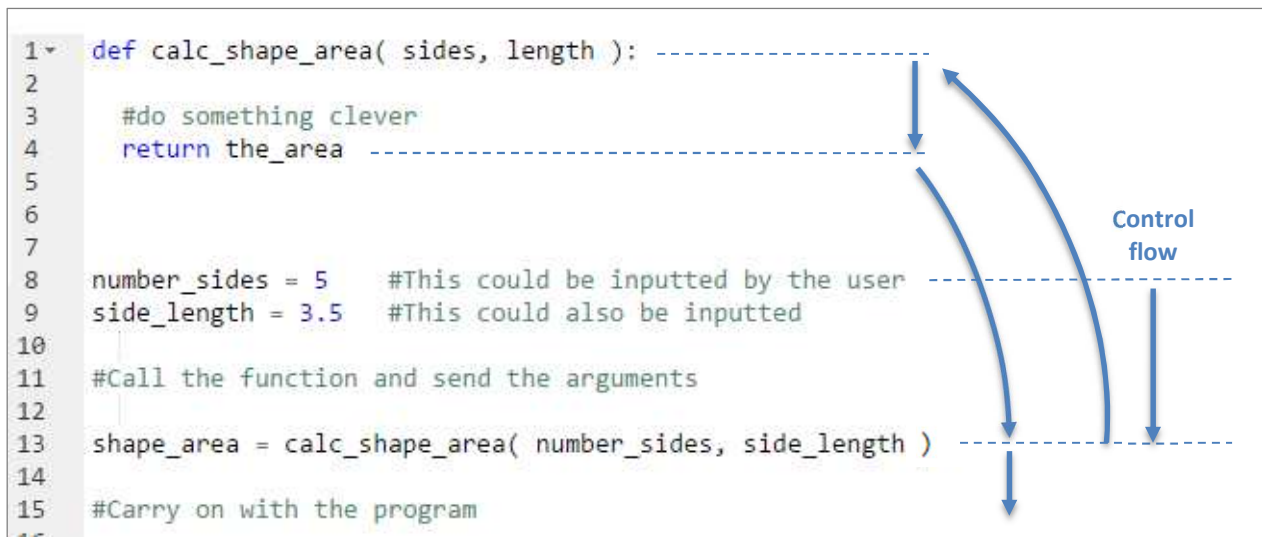 1 def calc_shape_area( sides, length ):
2
3 #do something clever
4 return the_area
5
6
7
Control
flow
8 number_sides = 5 #This could be inputted by the user
9 side_length = 3.5 #This could also be inputted
10
11 #Call the function and send the arguments
12
13 shape_area = calc_shape_area( number_sides, side_length )
14
15 #Carry on with the program